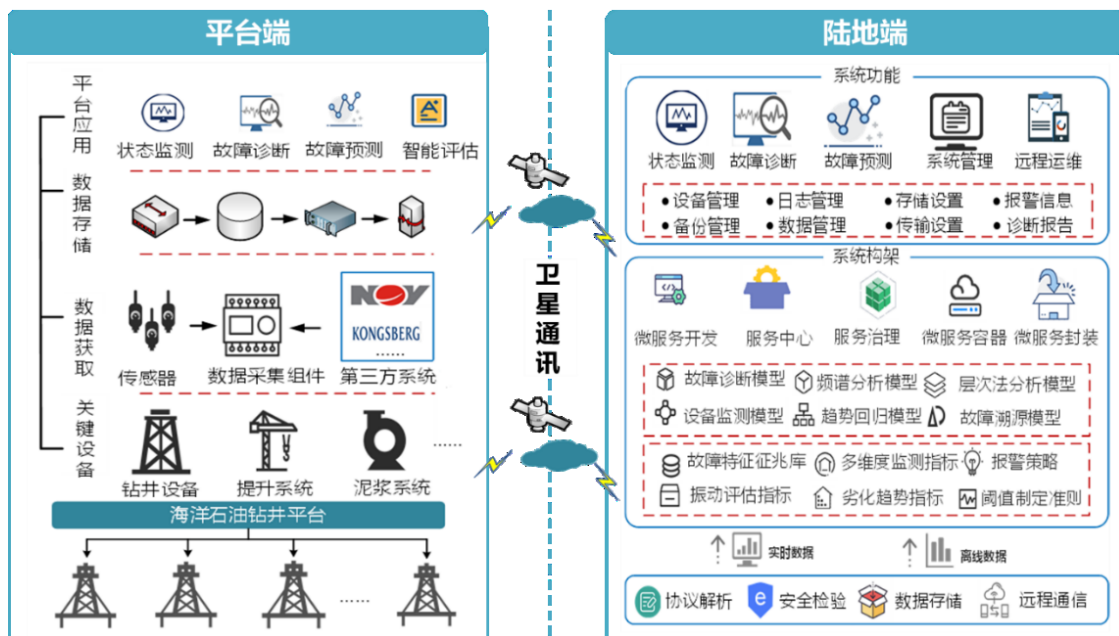 平台端
平台应用
状态监测 故障诊断 故障预测 智能评估
数据存储
数据获取
NOV
KONGSBERG
……
传感器 数据采集组件 第三方系统
关键设备
……
钻井设备 提升系统 泥浆系统
海洋石油钻井平台
……
卫星通讯
陆地端
系统功能
状态监测 故障诊断 故障预测 系统管理 远程运维
•设备管理 •日志管理 •存储设置 •报警信息
•备份管理 •数据管理 •传输设置 •诊断报告
系统构架
微服务开发 服务中心 服务治理 微服务容器 微服务封装
故障诊断模型 频谱分析模型 层次法分析模型
设备监测模型 趋势回归模型 故障溯源模型
故障特征征兆库 多维度监测指标 报警策略
振动评估指标 劣化趋势指标 阈值制定准则
实时数据 离线数据
协议解析 安全检验 数据存储 远程通信